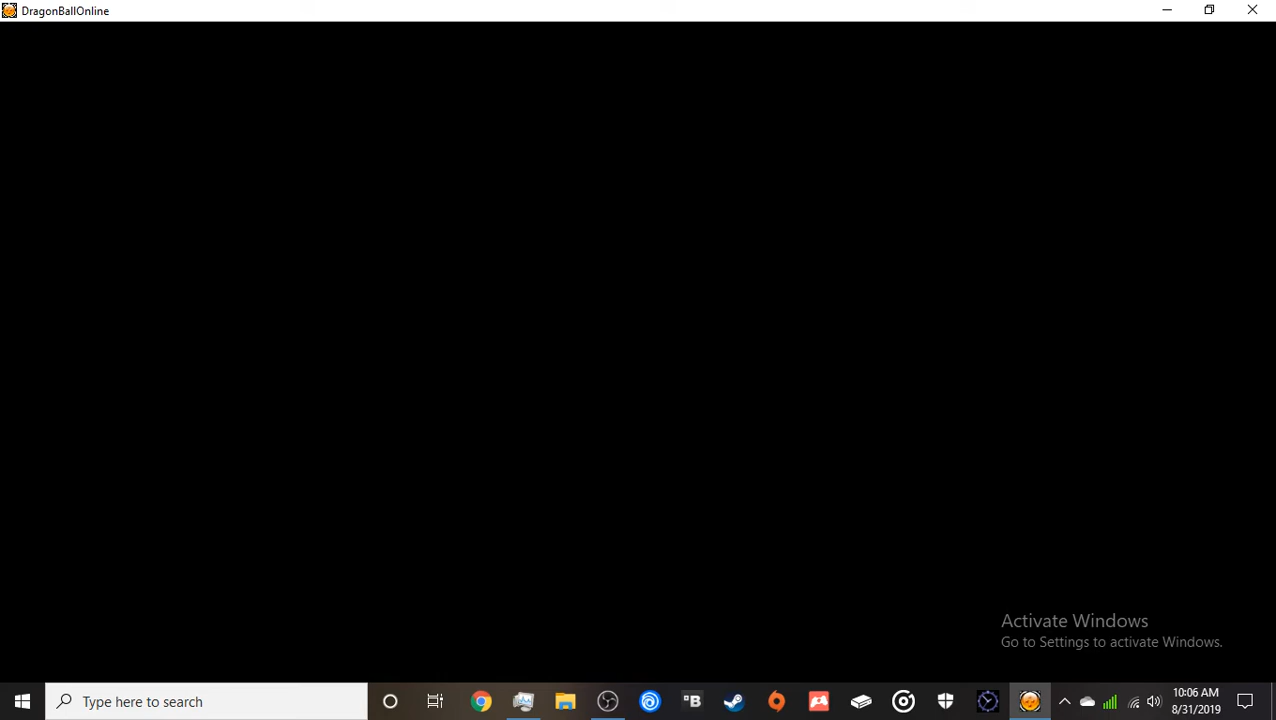 DragonBallOnline
Activate Windows
Go to Settings to activate Windows.
Type here to search
B
10:06 AM
8/31/2019